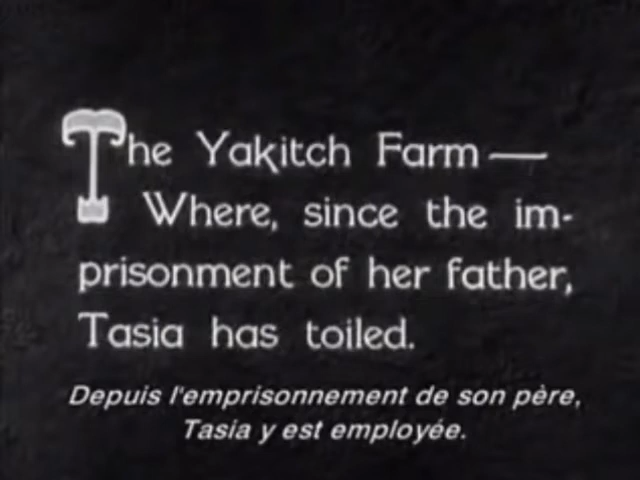 The Yakitch Farm —
Where, since the im-
prisonment of her father,
Tasia has toiled.
Depuis l'emprisonnement de son père,
Tasia y est employée.